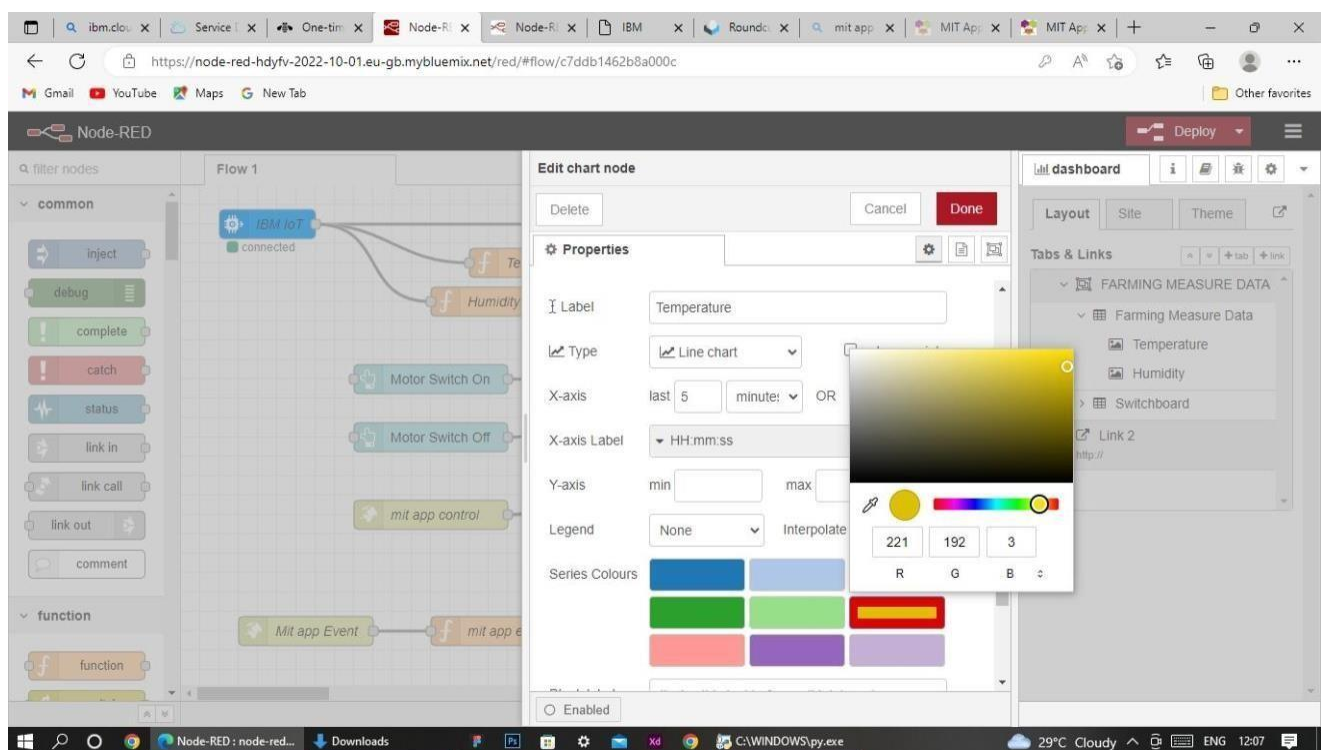 ibm.clou
Service
One-tim
Node-R
Node-R
IBM
Roundc
mit app
MIT App
MIT App
https://node-red-hdyfv-2022-10-01.eu-gb.mybluemix.net/red/#flow/c7ddb1462b8a000c
Gmail YouTube Maps New Tab Other favorites
Node-RED Deploy
filter nodes
common
inject
debug
complete
catch
status
link in
link call
link out
comment
function
function
Flow 1
IBM IoT
connected
Te
Humidity
Motor Switch On
Motor Switch Off
mit app control
Mit app Event
mit app e
Edit chart node
Delete Cancel Done
Properties
Label Temperature
Type Line chart
X-axis last 5 minutes OR
X-axis Label HH:mm:ss
Y-axis min max
Legend None Interpolate
Series Colours
221 192 3
R G B
Enabled
dashboard
Layout Site Theme
Tabs & Links +tab +link
FARMING MEASURE DATA
Farming Measure Data
Temperature
Humidity
Switchboard
Link 2
http://
Node-RED : node-red... Downloads C:\WINDOWS\py.exe 29°C Cloudy ENG 12:07